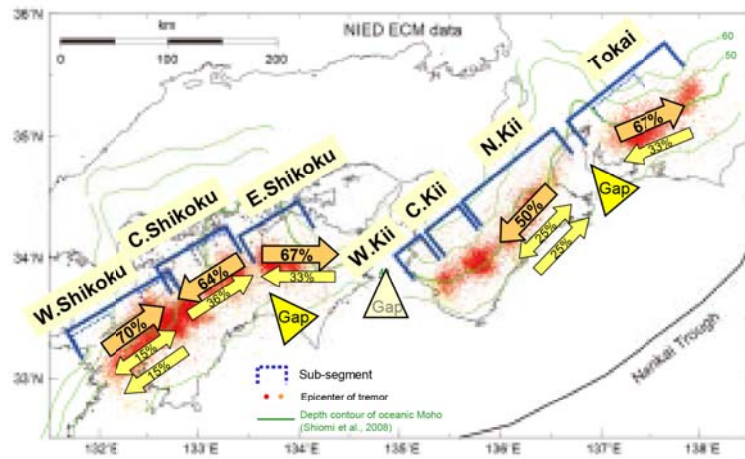 36°N
km
0 100 200
NIED ECM data
Tokai
60
50
35°N
67%
33%
N.Kii
Gap
C.Kii
W.Kii
50%
25%
25%
E.Shikoku
C.Shikoku
W.Shikoku
34°N
67%
33%
64%
36%
Gap
Gap
70%
15%
15%
33°N
Nankai Trough
Sub-segment
Epicenter of tremor
Depth contour of oceanic Moho
(Shiomi et al., 2008)
132°E 133°E 134°E 135°E 136°E 137°E 138°E